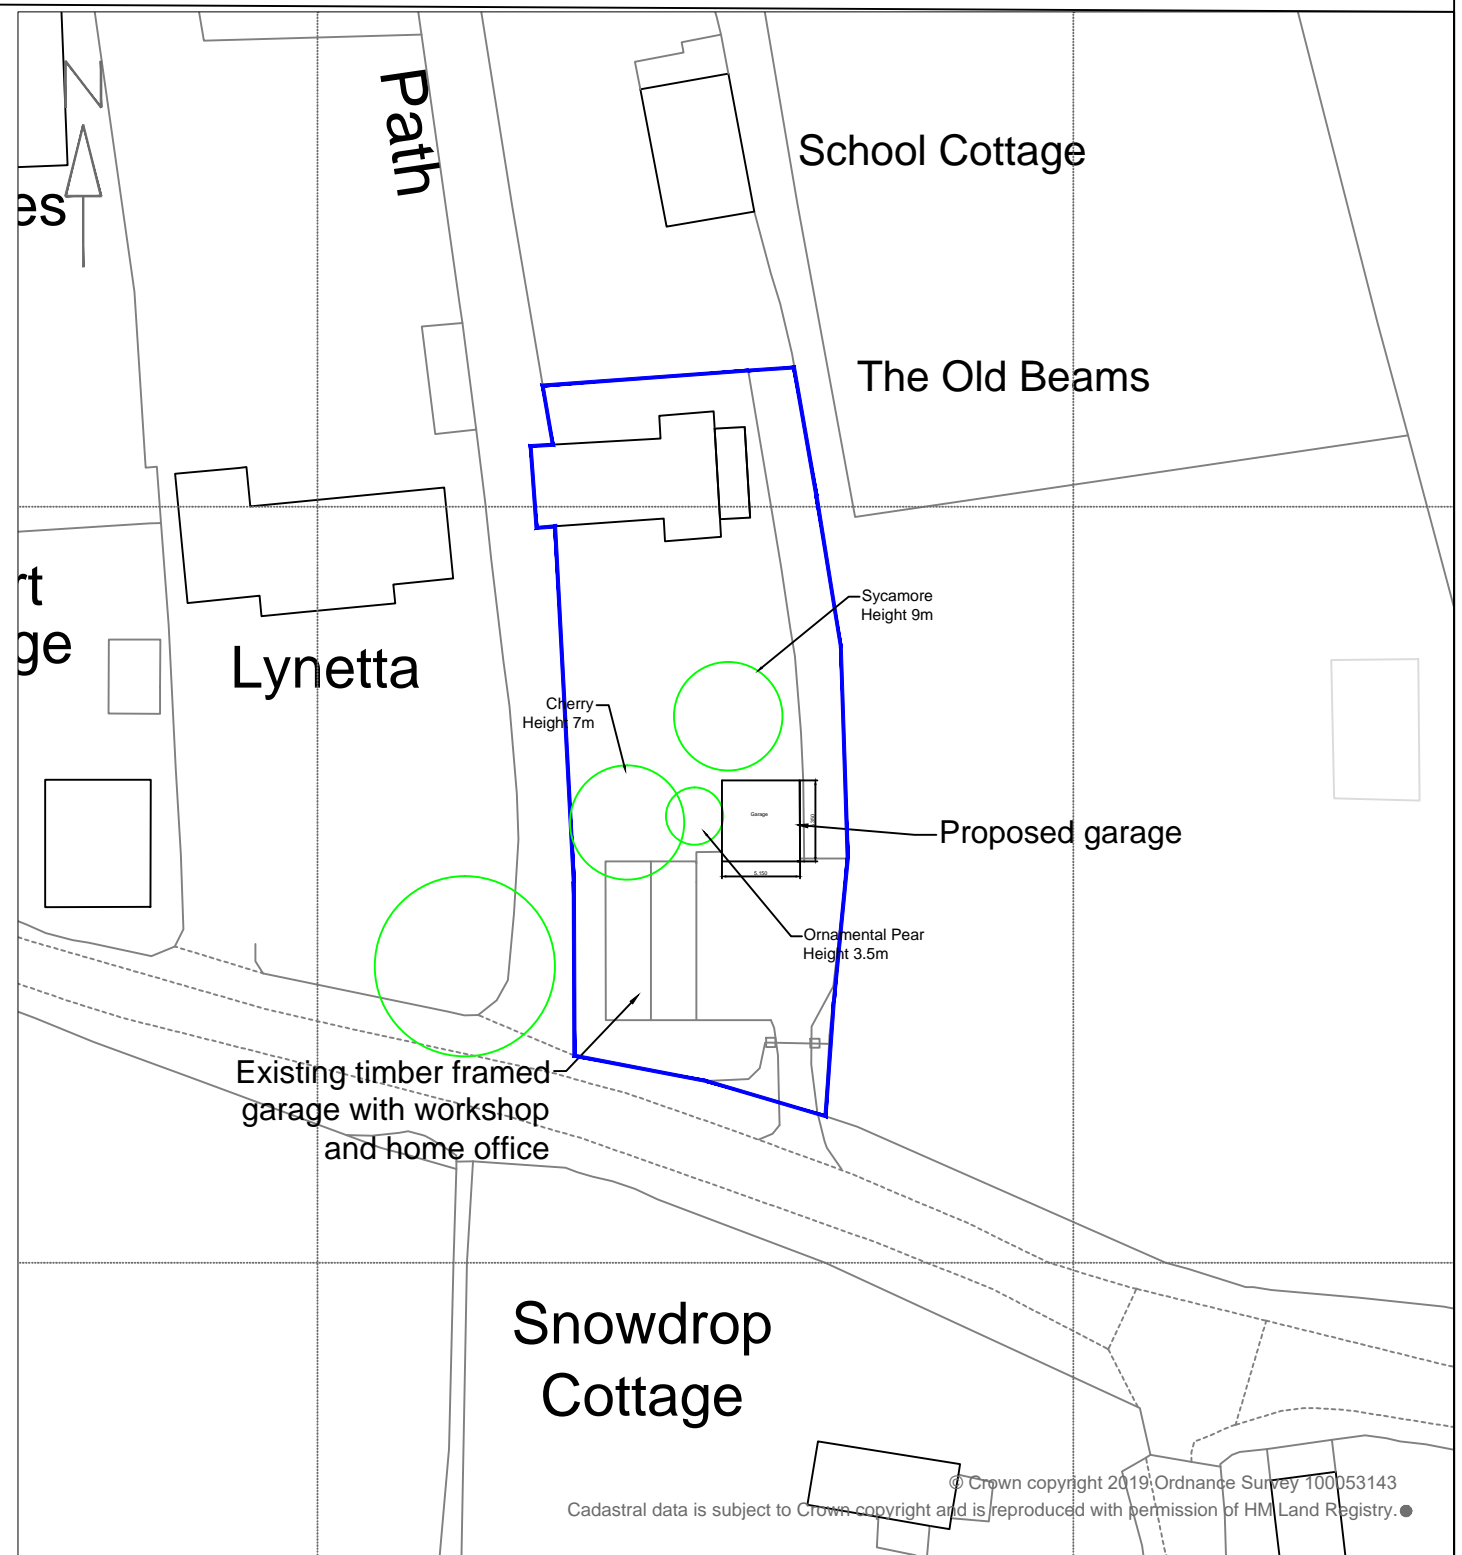 N
Path
School Cottage
es
The Old Beams
rt
ge
Sycamore
Height 9m
Lynetta
Cherry
Height 7m
Garage
Proposed garage
5.150
Ornamental Pear
Height 3.5m
Existing timber framed
garage with workshop
and home office
Snowdrop
Cottage
© Crown copyright 2019 Ordnance Survey 100053143
Cadastral data is subject to Crown copyright and is reproduced with permission of HM Land Registry.